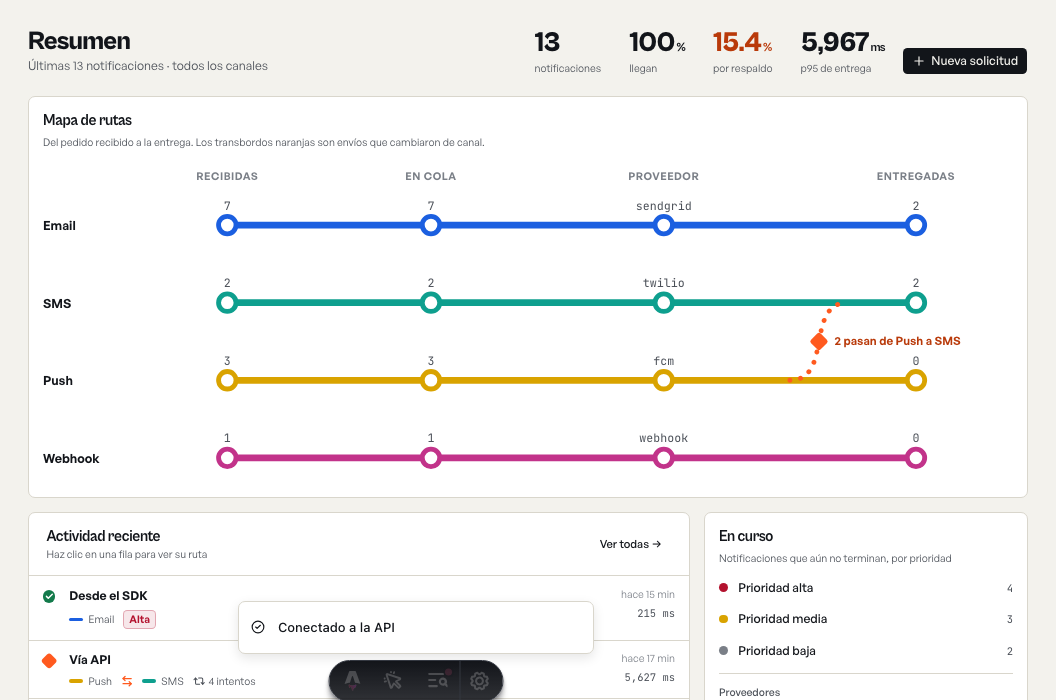 Resumen
Últimas 13 notificaciones · todos los canales
13
notificaciones
100%
llegan
15.4%
por respaldo
5,967ms
p95 de entrega
+ Nueva solicitud
Mapa de rutas
Del pedido recibido a la entrega. Los transbordos naranjas son envíos que cambiaron de canal.
RECIBIDAS EN COLA PROVEEDOR ENTREGADAS
7 7 sendgrid 2
Email
2 2 twilio 2
SMS
2 pasan de Push a SMS
3 3 fcm 0
Push
1 1 webhook 0
Webhook
Actividad reciente
Haz clic en una fila para ver su ruta
Ver todas →
Desde el SDK
hace 15 min
Email Alta
215 ms
Conectado a la API
Vía API
hace 17 min
Push SMS 4 intentos
5,627 ms
En curso
Notificaciones que aún no terminan, por prioridad
Prioridad alta 4
Prioridad media 3
Prioridad baja 2
Proveedores